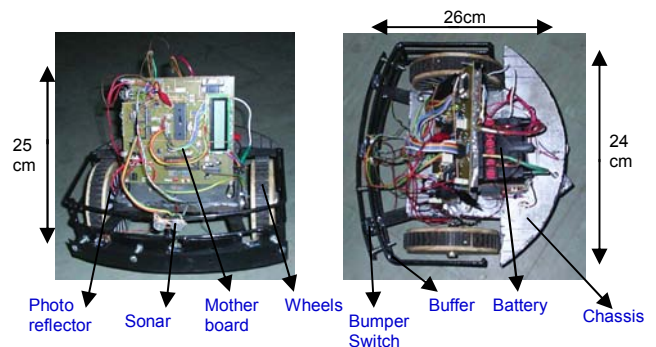 26cm
25
cm
24
cm
Photo
reflector
Sonar
Mother
board
Wheels
Bumper
Switch
Buffer
Battery
Chassis